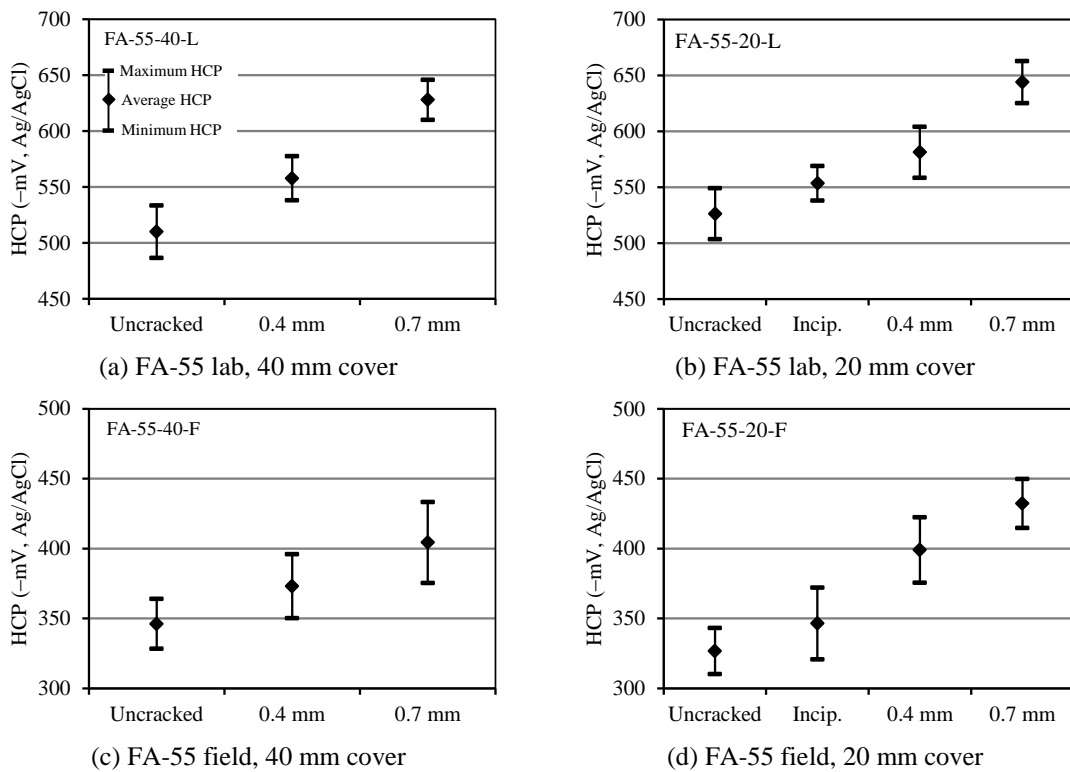 FA-55-40-L
Maximum HCP
Average HCP
Minimum HCP
HCP (–mV, Ag/AgCl)
700
650
600
550
500
450
Uncracked 0.4 mm 0.7 mm
(a) FA-55 lab, 40 mm cover
FA-55-20-L
HCP (–mV, Ag/AgCl)
700
650
600
550
500
450
Uncracked Incip. 0.4 mm 0.7 mm
(b) FA-55 lab, 20 mm cover
FA-55-40-F
HCP (–mV, Ag/AgCl)
500
450
400
350
300
Uncracked 0.4 mm 0.7 mm
(c) FA-55 field, 40 mm cover
FA-55-20-F
HCP (–mV, Ag/AgCl)
500
450
400
350
300
Uncracked Incip. 0.4 mm 0.7 mm
(d) FA-55 field, 20 mm cover